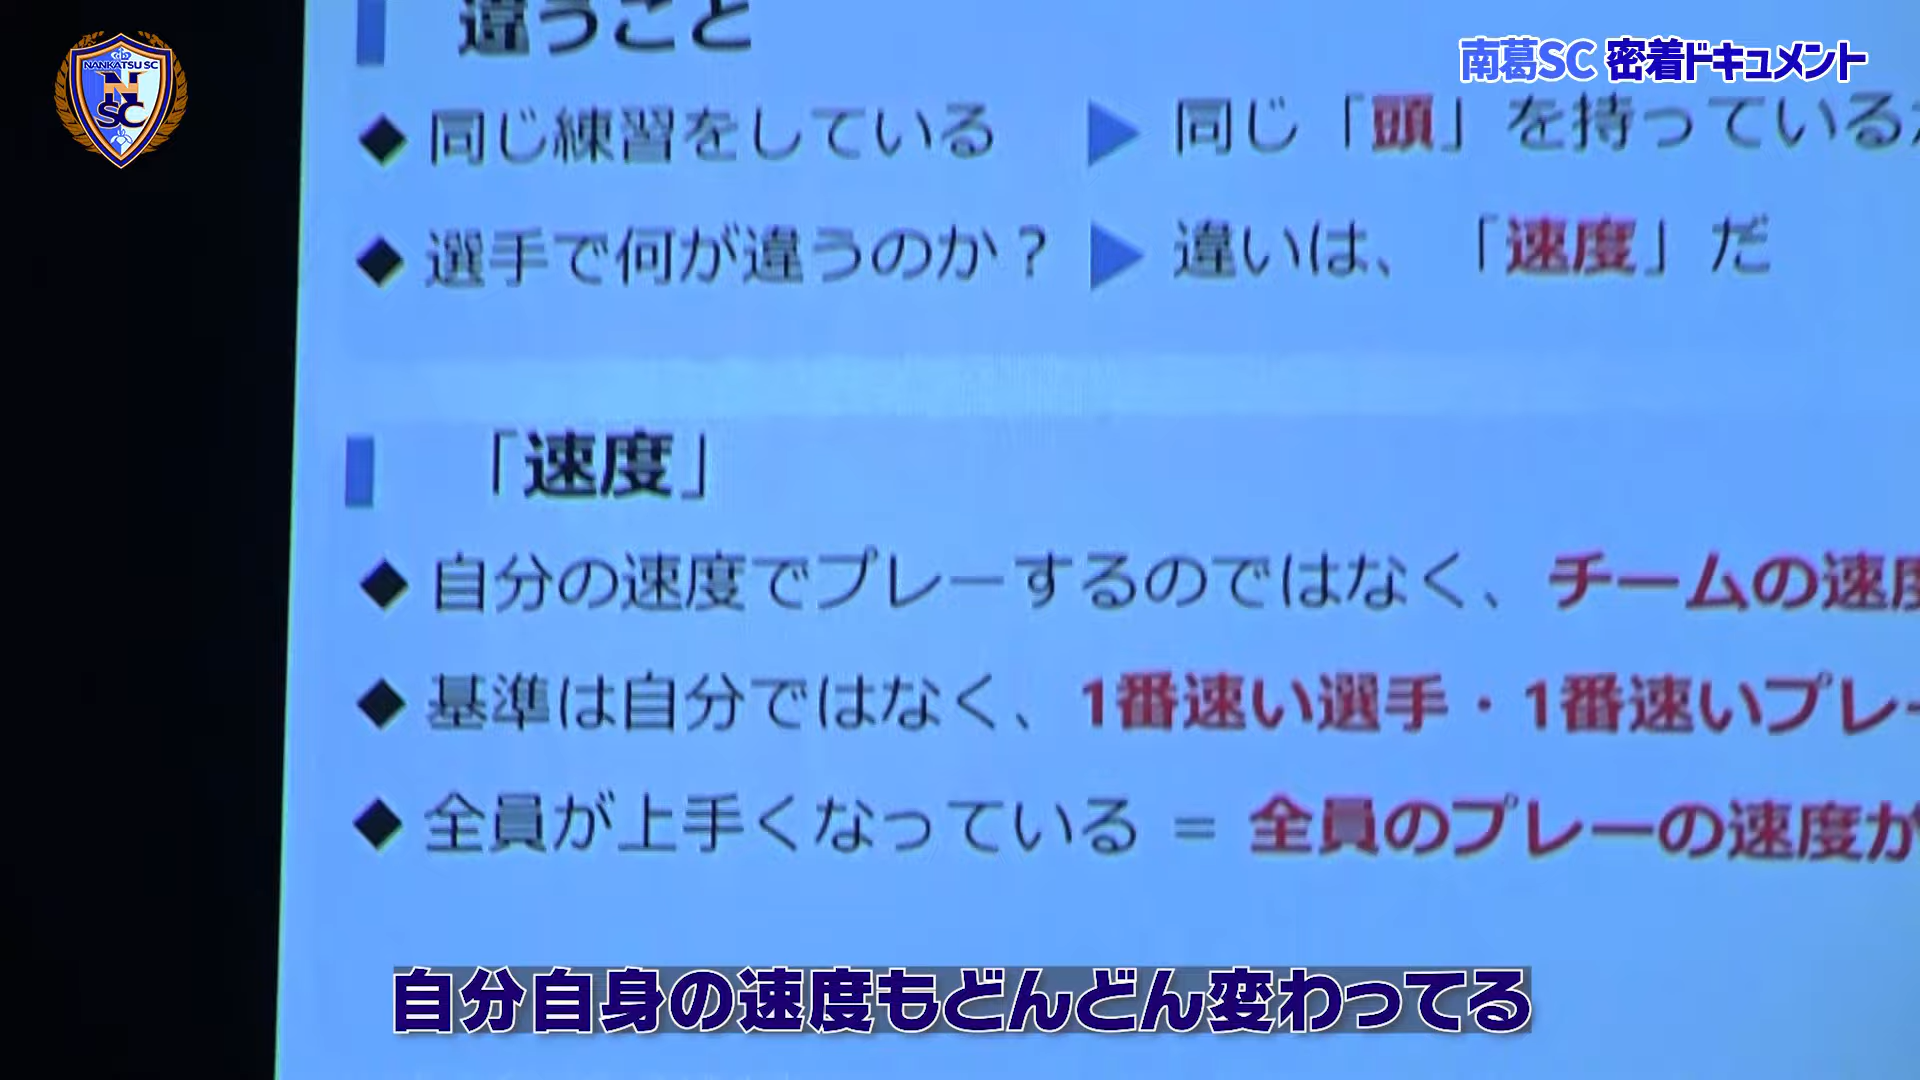 NANKATSU SC
N
SC
南葛SC 密着ドキュメント
違うこと
◆ 同じ練習をしている ▶ 同じ「頭」を持っている
◆ 選手で何が違うのか？ ▶ 違いは、「速度」だ
「速度」
◆ 自分の速度でプレーするのではなく、チームの速度
◆ 基準は自分ではなく、1番速い選手・1番速いプレー
◆ 全員が上手くなっている ＝ 全員のプレーの速度が
自分自身の速度もどんどん変わってる